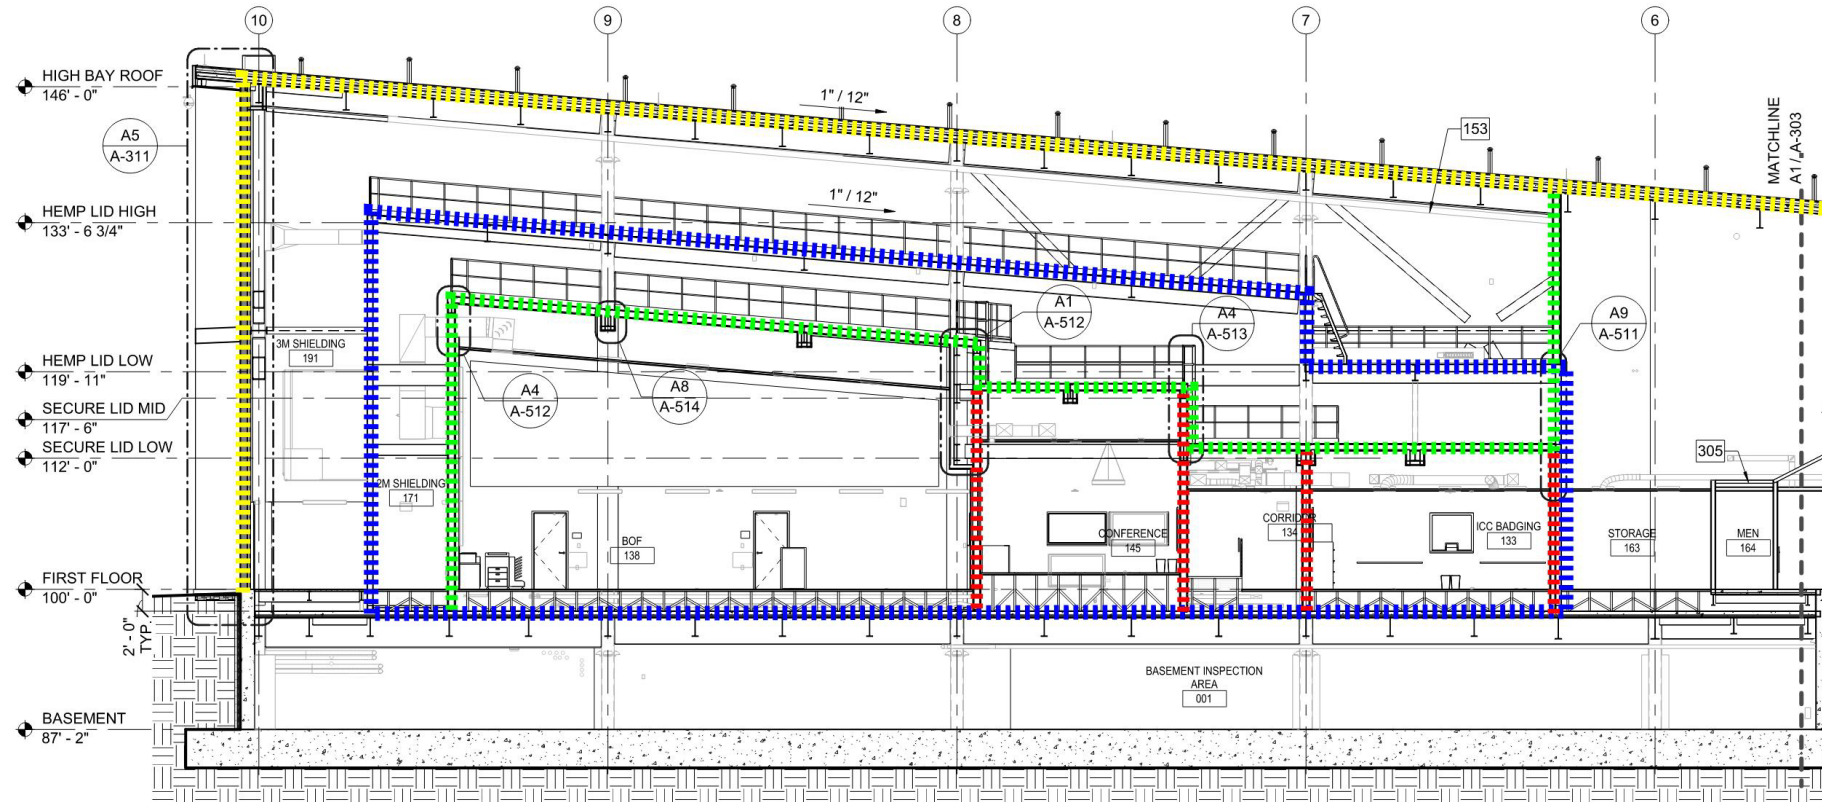 10
9
8
7
6
HIGH BAY ROOF
146' - 0"
1" / 12"
MATCHLINE
A1 / A-303
A5
A-311
153
HEMP LID HIGH
133' - 6 3/4"
1" / 12"
A1
A-512
A4
A-513
A9
A-511
3M SHIELDING
191
HEMP LID LOW
119' - 11"
A4
A-512
A8
A-514
SECURE LID MID
117' - 6"
SECURE LID LOW
112' - 0"
305
2M SHIELDING
171
BOF
138
CONFERENCE
145
CORRIDOR
134
ICC BADGING
133
STORAGE
163
MEN
164
FIRST FLOOR
100' - 0"
2' - 0"
TYP
BASEMENT INSPECTION
AREA
001
BASEMENT
87' - 2"